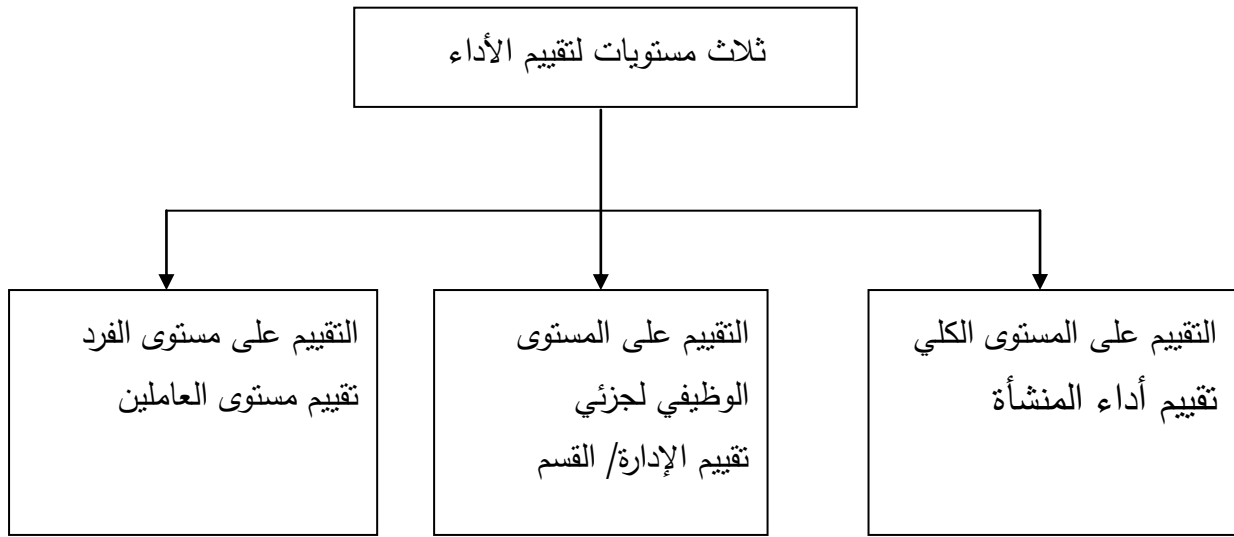 ثلاث مستويات لتقييم الأداء
التقييم على المستوى الكلي
تقييم أداء المنشأة
التقييم على المستوى
الوظيفي لجزئي
تقييم الإدارة/ القسم
التقييم على مستوى الفرد
تقييم مستوى العاملين